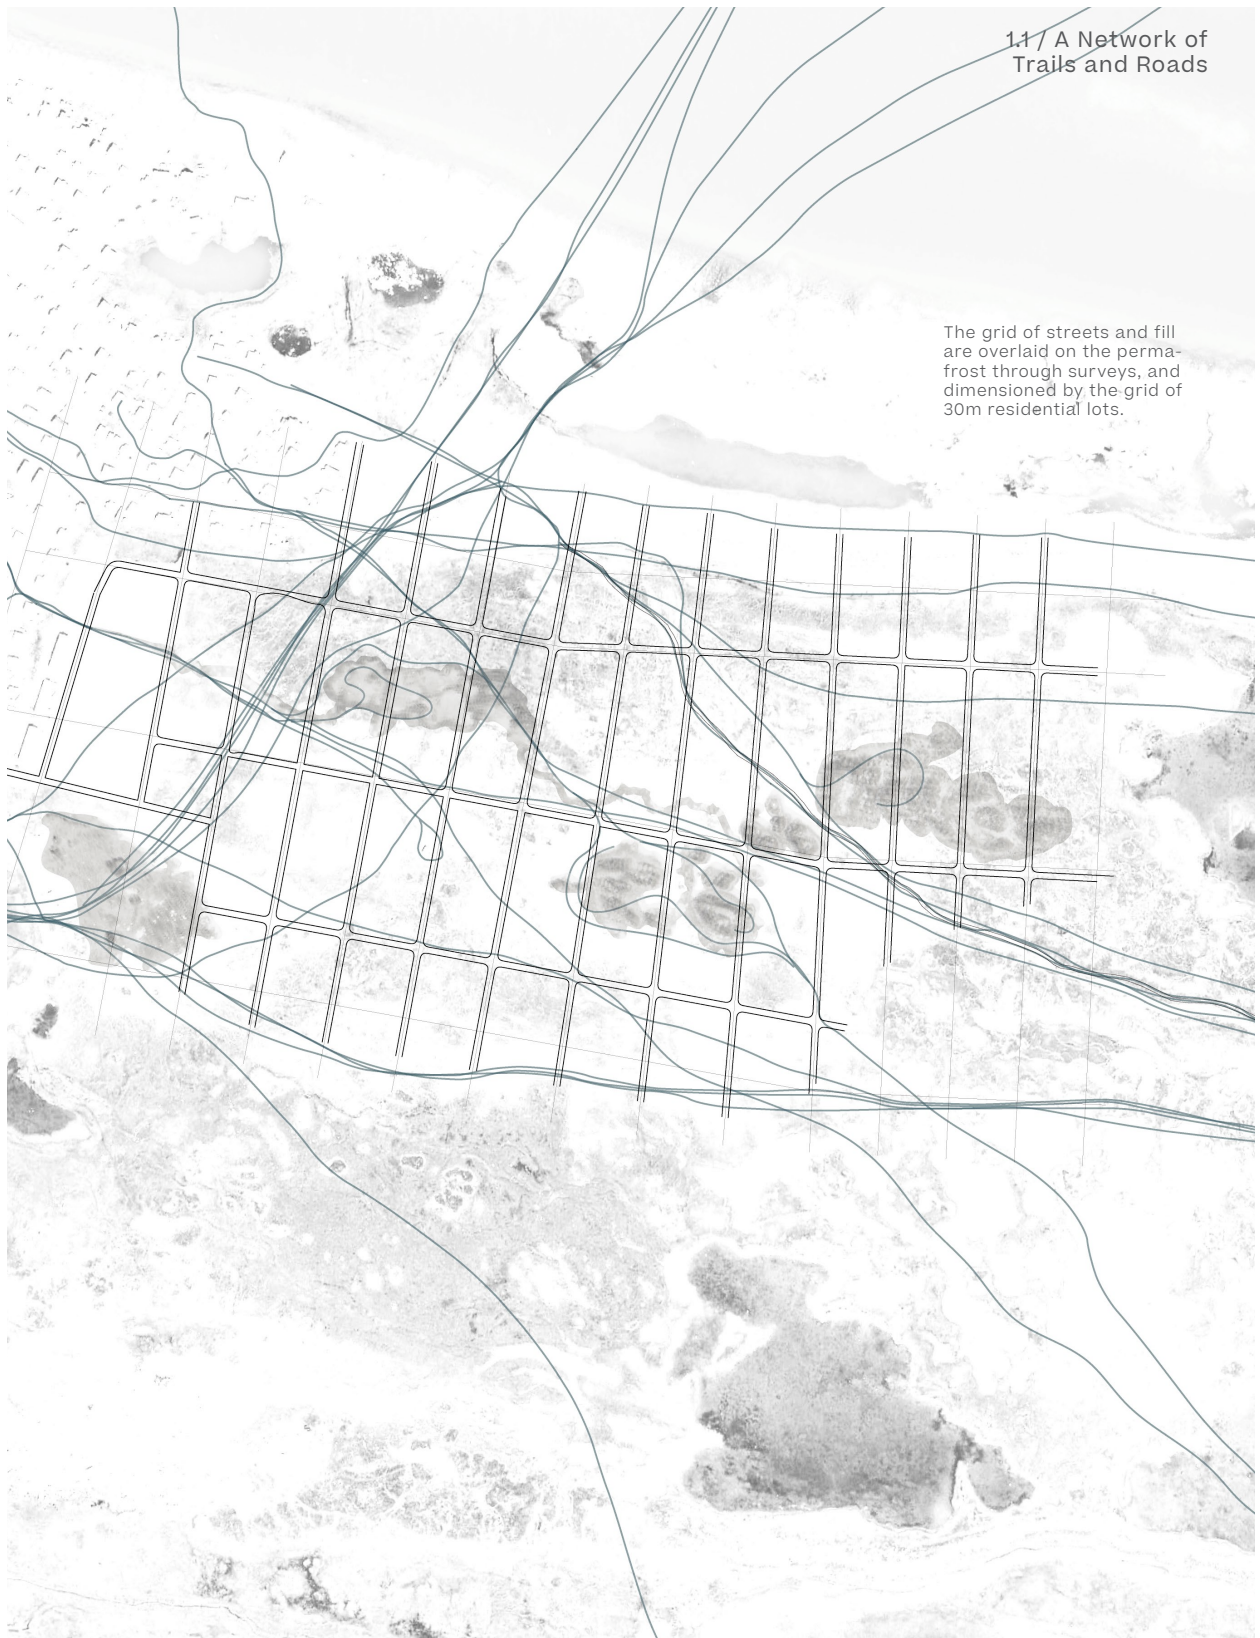 1.1 / A Network of
Trails and Roads
The grid of streets and fill
are overlaid on the perma-
frost through surveys, and
dimensioned by the grid of
30m residential lots.